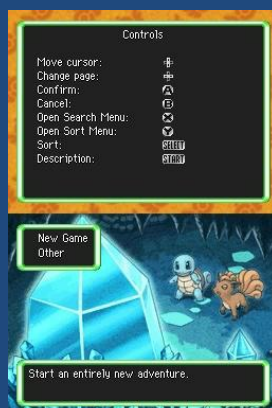 Controls
Move cursor:
Change page:
Confirm: A
Cancel: B
Open Search Menu: X
Open Sort Menu: Y
Sort: SELECT
Description: START
New Game
Other
Start an entirely new adventure.